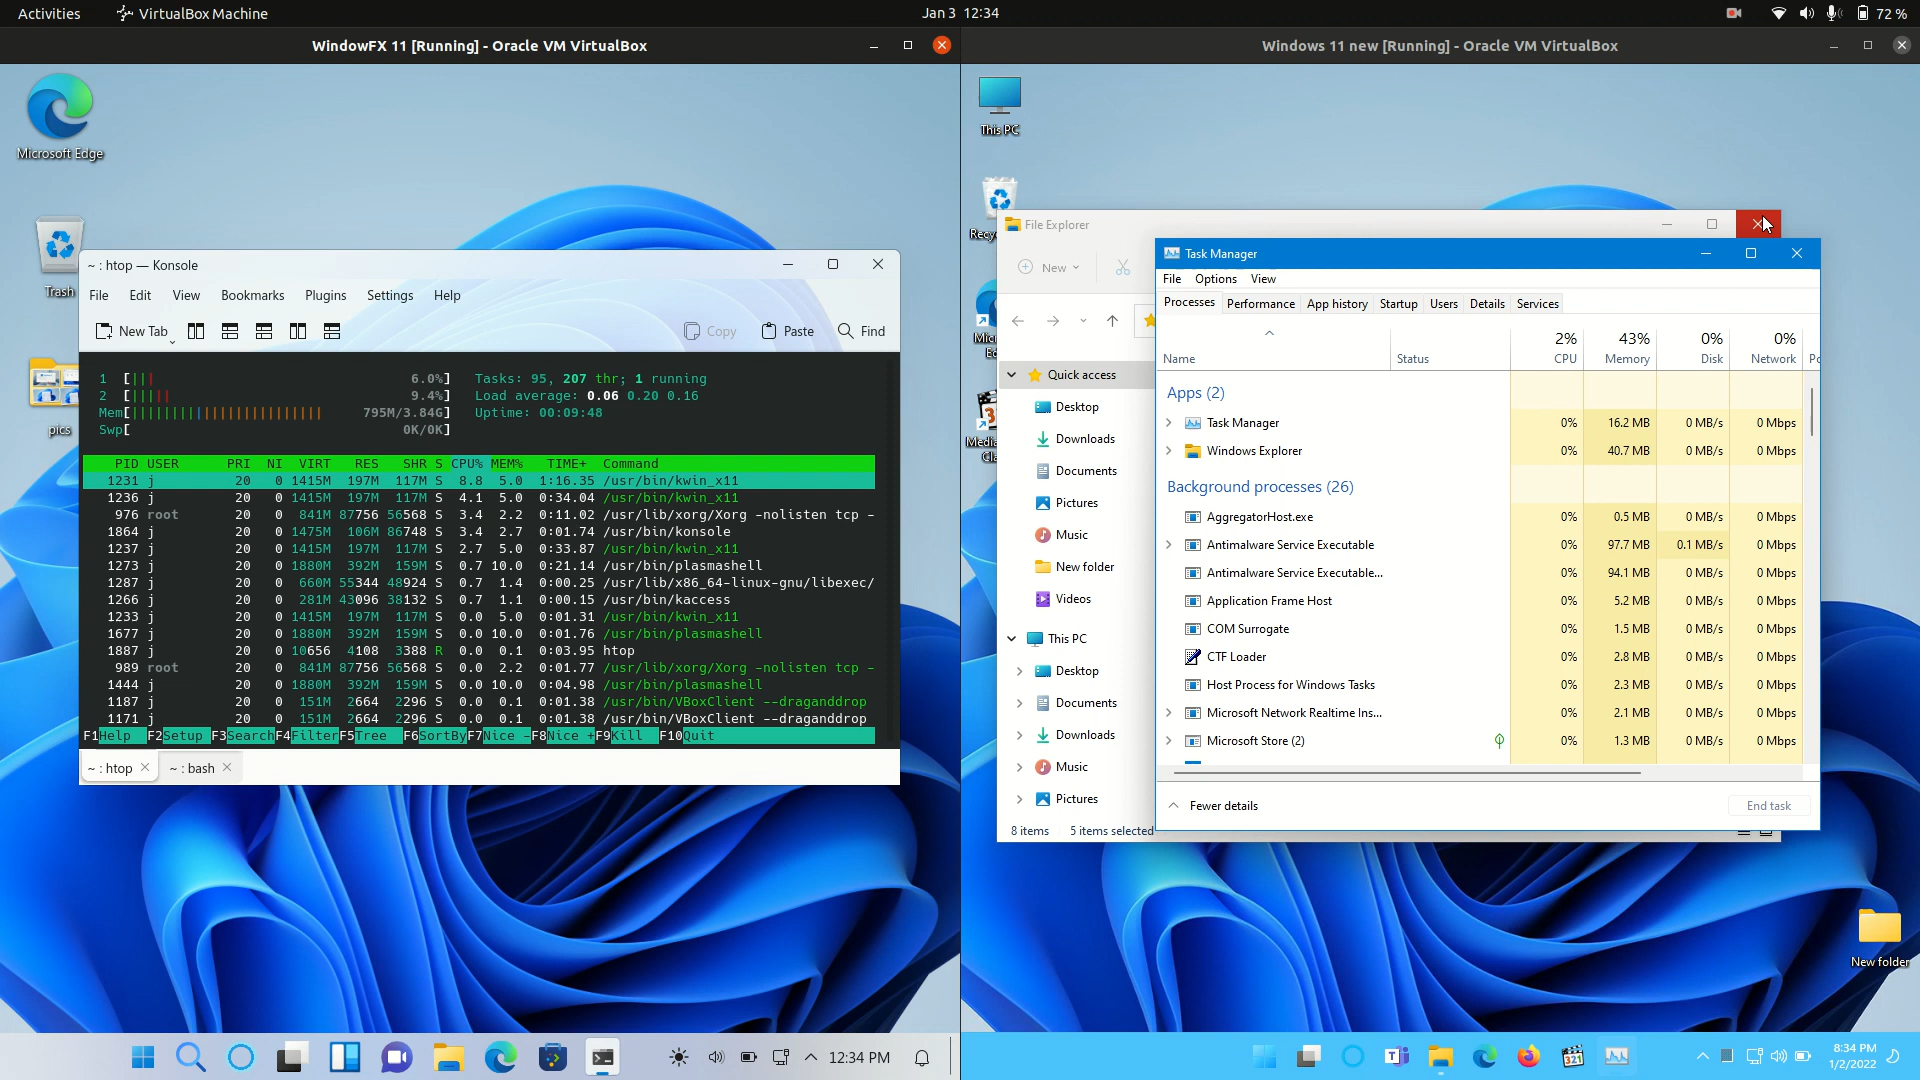 Activities
VirtualBox Machine
Jan 3 12:34
72 %
WindowFX 11 [Running] - Oracle VM VirtualBox
Microsoft Edge
Trash
pics
~ : htop — Konsole
File Edit View Bookmarks Plugins Settings Help
New Tab Copy Paste Find
1 [||| 6.0%] Tasks: 95, 207 thr; 1 running
2 [||||| 9.4%] Load average: 0.06 0.20 0.16
Mem[|||||||||||||||||||||||| 795M/3.84G] Uptime: 00:09:48
Swp[ 0K/0K]
PID USER PRI NI VIRT RES SHR S CPU% MEM% TIME+ Command
1231 j 20 0 1415M 197M 117M S 8.8 5.0 1:16.35 /usr/bin/kwin_x11
1236 j 20 0 1415M 197M 117M S 4.1 5.0 0:34.04 /usr/bin/kwin_x11
976 root 20 0 841M 87756 56568 S 3.4 2.2 0:11.02 /usr/lib/xorg/Xorg -nolisten tcp -
1864 j 20 0 1475M 106M 86748 S 3.4 2.7 0:01.74 /usr/bin/konsole
1237 j 20 0 1415M 197M 117M S 2.7 5.0 0:33.87 /usr/bin/kwin_x11
1273 j 20 0 1880M 392M 159M S 0.7 10.0 0:21.14 /usr/bin/plasmashell
1287 j 20 0 660M 55344 48924 S 0.7 1.4 0:00.25 /usr/lib/x86_64-linux-gnu/libexec/
1266 j 20 0 281M 43096 38132 S 0.7 1.1 0:00.15 /usr/bin/kaccess
1233 j 20 0 1415M 197M 117M S 0.0 5.0 0:01.31 /usr/bin/kwin_x11
1677 j 20 0 1880M 392M 159M S 0.0 10.0 0:01.76 /usr/bin/plasmashell
1887 j 20 0 10656 4108 3388 R 0.0 0.1 0:03.95 htop
989 root 20 0 841M 87756 56568 S 0.0 2.2 0:01.77 /usr/lib/xorg/Xorg -nolisten tcp -
1444 j 20 0 1880M 392M 159M S 0.0 10.0 0:04.98 /usr/bin/plasmashell
1187 j 20 0 151M 2664 2296 S 0.0 0.1 0:01.38 /usr/bin/VBoxClient --draganddrop
1171 j 20 0 151M 2664 2296 S 0.0 0.1 0:01.38 /usr/bin/VBoxClient --draganddrop
F1Help F2Setup F3SearchF4FilterF5Tree F6SortByF7Nice -F8Nice +F9Kill F10Quit
~ : htop
~ : bash
12:34 PM
Windows 11 new [Running] - Oracle VM VirtualBox
This PC
Recy
Micr
Ed
Media
Cla
New folder
File Explorer
New
Quick access
Desktop
Downloads
Documents
Pictures
Music
New folder
Videos
This PC
Desktop
Documents
Downloads
Music
Pictures
8 items 5 items selected
Task Manager
File Options View
Processes Performance App history Startup Users Details Services
2% 43% 0% 0%
Name Status CPU Memory Disk Network Po
Apps (2)
Task Manager 0% 16.2 MB 0 MB/s 0 Mbps
Windows Explorer 0% 40.7 MB 0 MB/s 0 Mbps
Background processes (26)
AggregatorHost.exe 0% 0.5 MB 0 MB/s 0 Mbps
Antimalware Service Executable 0% 97.7 MB 0.1 MB/s 0 Mbps
Antimalware Service Executable... 0% 94.1 MB 0 MB/s 0 Mbps
Application Frame Host 0% 5.2 MB 0 MB/s 0 Mbps
COM Surrogate 0% 1.5 MB 0 MB/s 0 Mbps
CTF Loader 0% 2.8 MB 0 MB/s 0 Mbps
Host Process for Windows Tasks 0% 2.3 MB 0 MB/s 0 Mbps
Microsoft Network Realtime Ins... 0% 2.1 MB 0 MB/s 0 Mbps
Microsoft Store (2) 0% 1.3 MB 0 MB/s 0 Mbps
Fewer details
End task
321
8:34 PM
1/2/2022